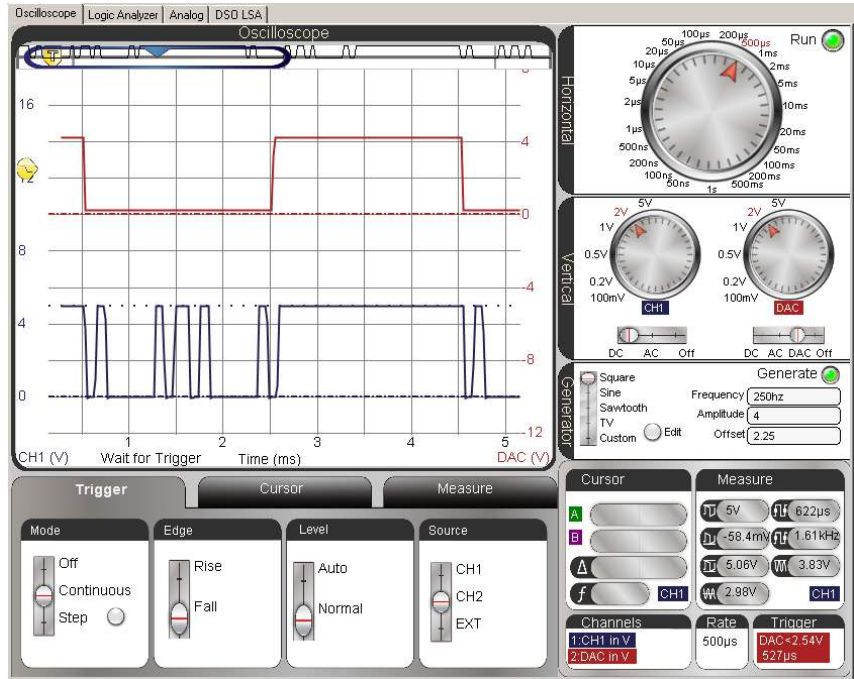 Oscilloscope Logic Analyzer Analog DSO LSA
Oscilloscope
T
16
12
8
4
0
4
0
-4
-8
-12
1 2 3 4 5
CH1 (V) Wait for Trigger Time (ms) DAC (V)
Horizontal
Run
100µs 200µs
50µs 500µs
20µs 1ms
10µs 2ms
5µs
2µs 10ms
1µs 20ms
500ns 50ms
200ns 100ms
100ns 200ms
50ns 1s 500ms
Vertical
5V 5V
2V 2V
1V 1V
0.5V 0.5V
0.2V 0.2V
100mV 100mV
CH1 DAC
DC AC Off DC AC DAC Off
Generator
Square
Sine
Sawtooth
TV
Custom
Edit
Generate
Frequency 250hz
Amplitude 4
Offset 2.25
Trigger Cursor Measure
Mode
Off
Continuous
Step
Edge
Rise
Fall
Level
Auto
Normal
Source
CH1
CH2
EXT
Cursor
A
B
Δ
f CH1
Measure
5V 622µs
-58.4mV 1.61kHz
5.06V 3.83V
2.98V CH1
Channels
1:CH1 in V
2:DAC in V
Rate
500µs
Trigger
DAC<2.54V
527µs